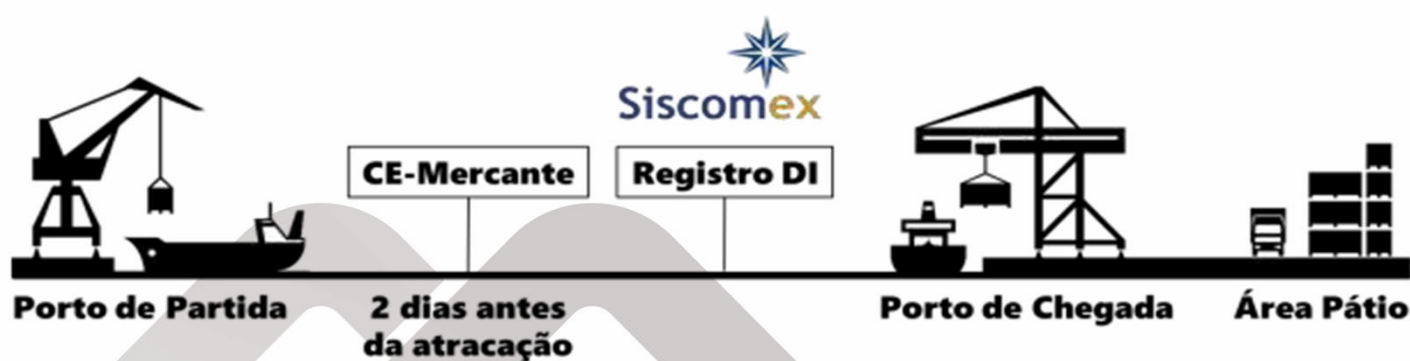 Siscomex
CE-Mercante
Registro DI
Porto de Partida
2 dias antes
da atracação
Porto de Chegada
Área Pátio